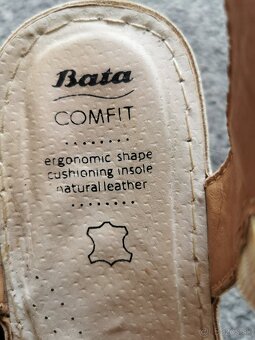 Bata
COMFIT
ergonomic shape
cushioning insole
natural leather